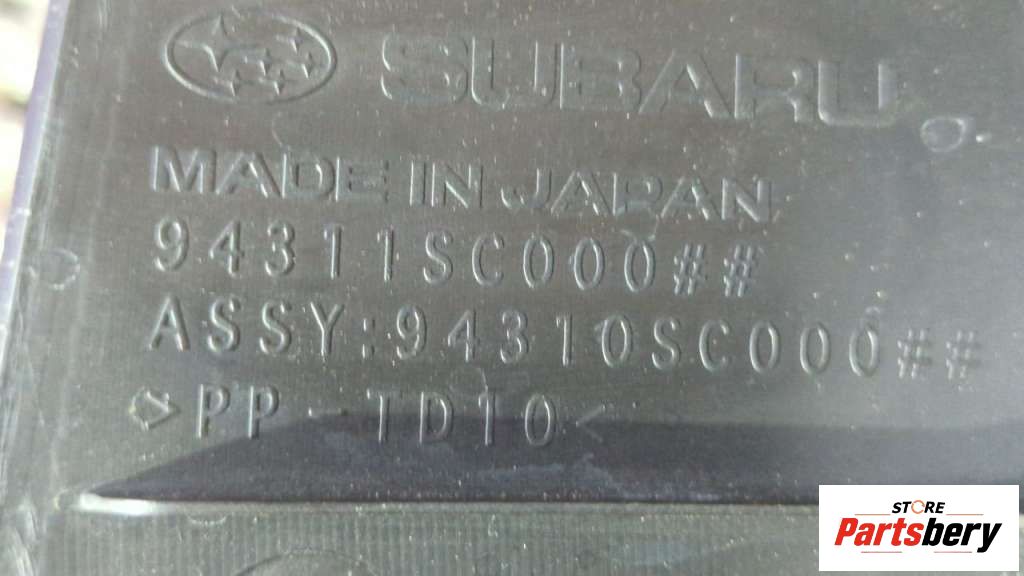 SUBARU
MADE IN JAPAN
94311SC000##
ASSY:94310SC000##
>PP-TD10<
STORE
Partsbery